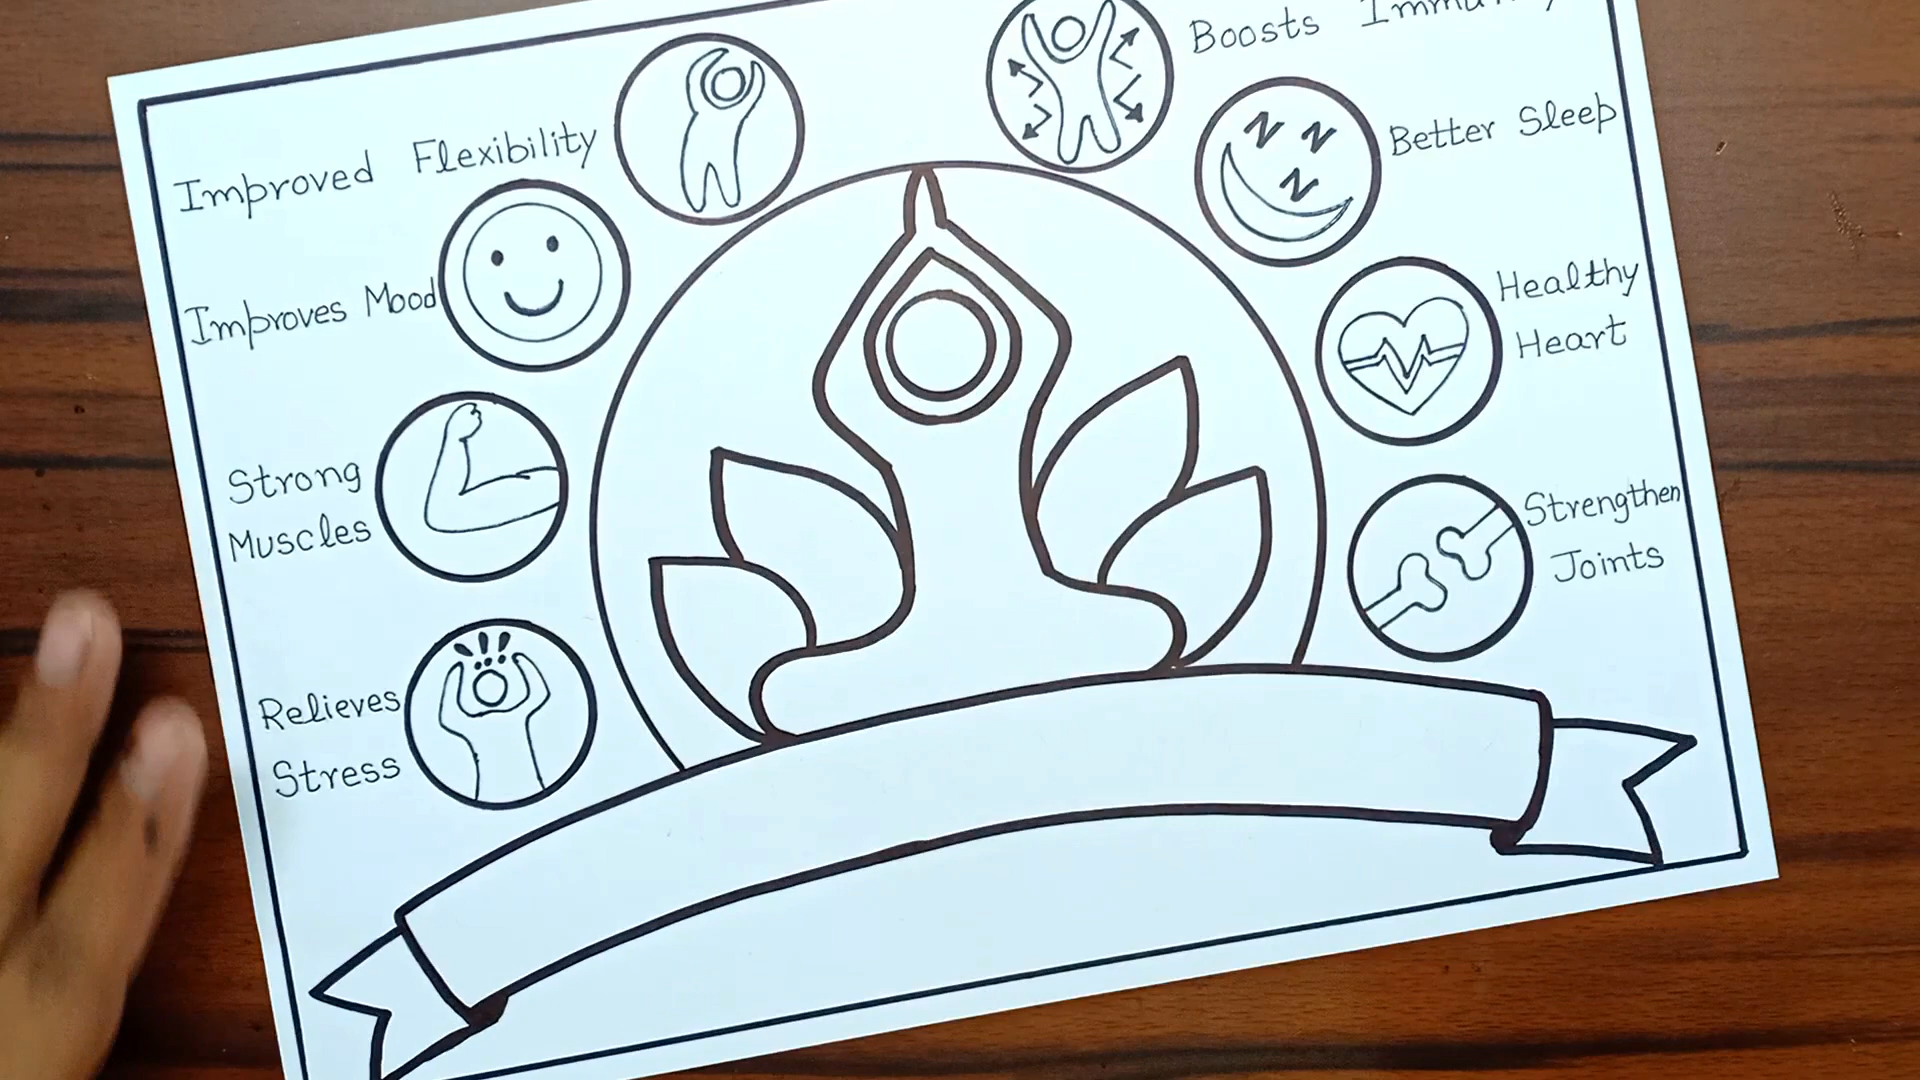 Improved Flexibility
Improves Mood
Strong
Muscles
Relieves
Stress
Boosts
Better Sleep
z z
z
Healthy
Heart
Strengthen
Joints